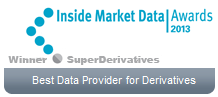 Inside Market Data Awards
2013
Winner SuperDerivatives
Best Data Provider for Derivatives